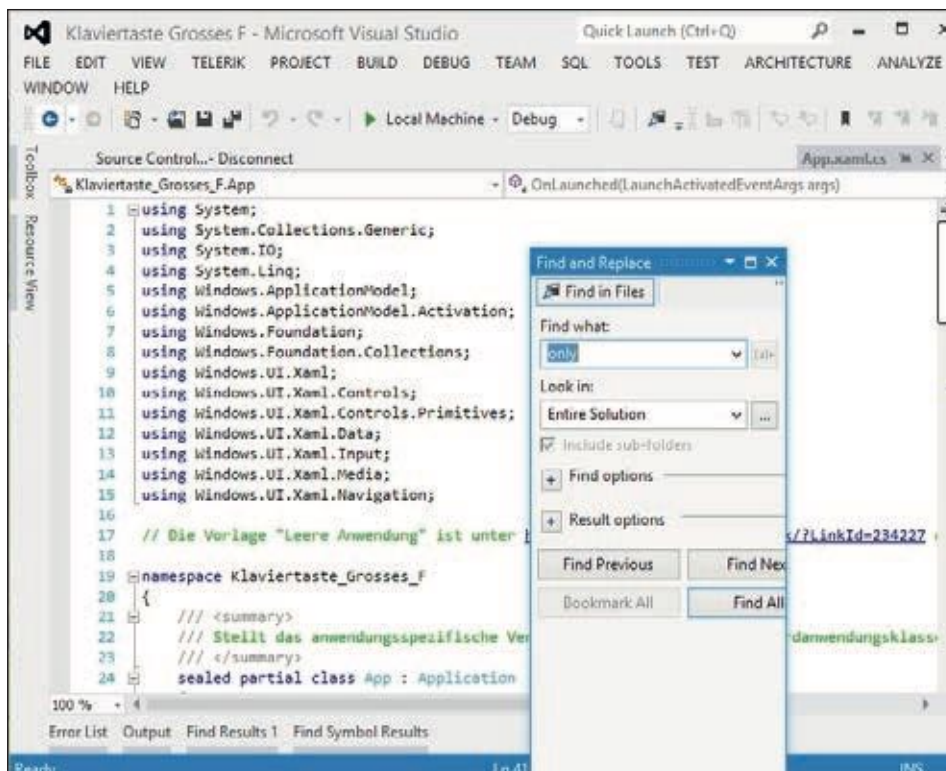 Klaviertaste Grosses F - Microsoft Visual Studio
Quick Launch (Ctrl+Q)
FILE EDIT VIEW TELERIK PROJECT BUILD DEBUG TEAM SQL TOOLS TEST ARCHITECTURE ANALYZE
WINDOW HELP
Local Machine Debug
Toolbox
Resource View
Source Control...- Disconnect
App.xaml.cs
Klaviertaste_Grosses_F.App
OnLaunched(LaunchActivatedEventArgs args)
1 using System;
2 using System.Collections.Generic;
3 using System.IO;
4 using System.Linq;
5 using Windows.ApplicationModel;
6 using Windows.ApplicationModel.Activation;
7 using Windows.Foundation;
8 using Windows.Foundation.Collections;
9 using Windows.UI.Xaml;
10 using Windows.UI.Xaml.Controls;
11 using Windows.UI.Xaml.Controls.Primitives;
12 using Windows.UI.Xaml.Data;
13 using Windows.UI.Xaml.Input;
14 using Windows.UI.Xaml.Media;
15 using Windows.UI.Xaml.Navigation;
16
17 // Die Vorlage "Leere Anwendung" ist unter /?LinkId=234227
18
19 namespace Klaviertaste_Grosses_F
20 {
21 /// <summary>
22 /// Stellt das anwendungsspezifische Ver danwendungsklass
23 /// </summary>
24 sealed partial class App : Application
Find and Replace
Find in Files
Find what:
only
Look in:
Entire Solution
...
Include sub-folders
Find options
Result options
Find Previous
Find Nex
Bookmark All
Find All
100 %
Error List Output Find Results 1 Find Symbol Results
Ready
Ln 41
INS